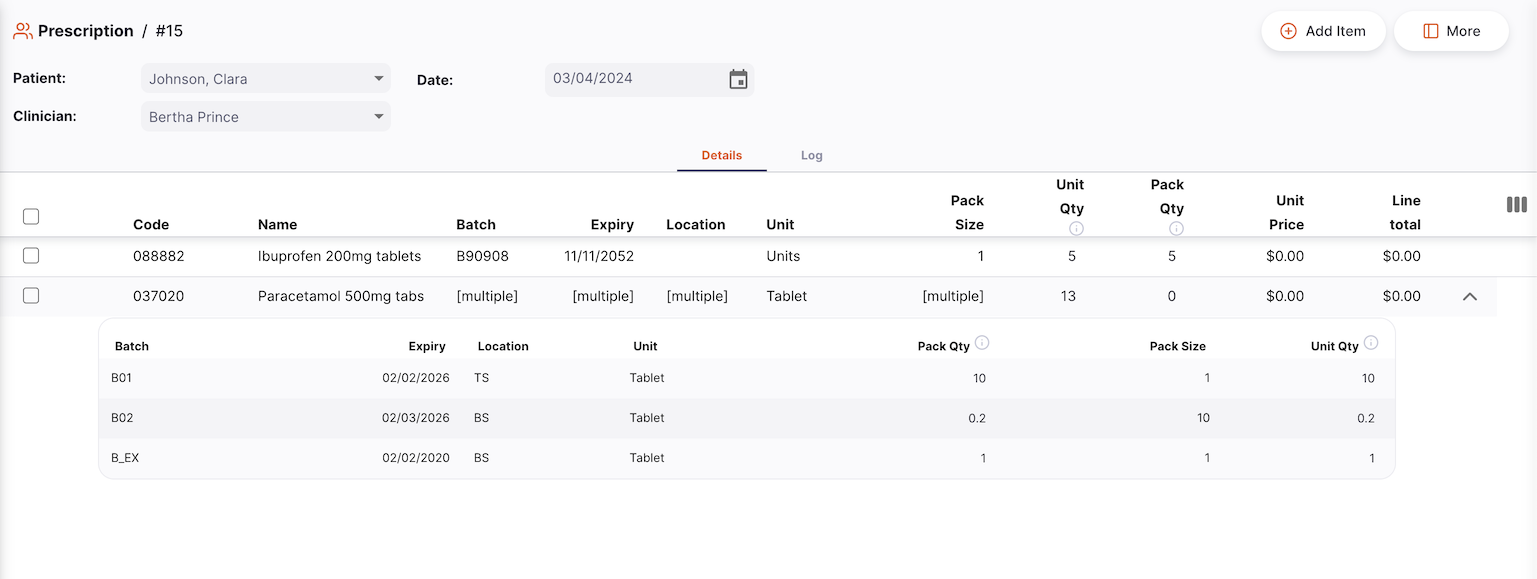 Prescription / #15
Add Item
More
Patient: Johnson, Clara Date: 03/04/2024
Clinician: Bertha Prince
Details Log
Code Name Batch Expiry Location Unit Pack Size Unit Qty Pack Qty Unit Price Line total
088882 Ibuprofen 200mg tablets B90908 11/11/2052 Units 1 5 5 $0.00 $0.00
037020 Paracetamol 500mg tabs [multiple] [multiple] [multiple] Tablet [multiple] 13 0 $0.00 $0.00
Batch Expiry Location Unit Pack Qty Pack Size Unit Qty
B01 02/02/2026 TS Tablet 10 1 10
B02 02/03/2026 BS Tablet 0.2 10 0.2
B_EX 02/02/2020 BS Tablet 1 1 1